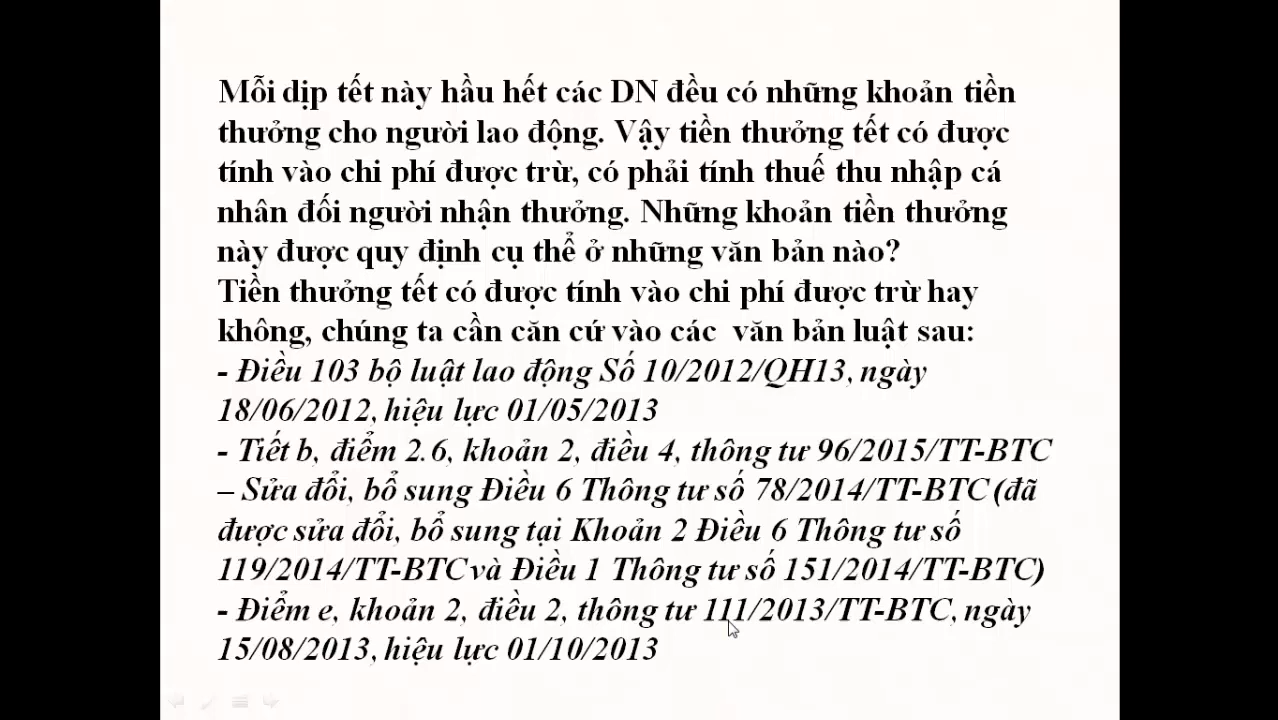 Mỗi dịp tết này hầu hết các DN đều có những khoản tiền
thưởng cho người lao động. Vậy tiền thưởng tết có được
tính vào chi phí được trừ, có phải tính thuế thu nhập cá
nhân đối người nhận thưởng. Những khoản tiền thưởng
này được quy định cụ thể ở những văn bản nào?
Tiền thưởng tết có được tính vào chi phí được trừ hay
không, chúng ta cần căn cứ vào các văn bản luật sau:
- Điều 103 bộ luật lao động Số 10/2012/QH13, ngày
18/06/2012, hiệu lực 01/05/2013
- Tiết b, điểm 2.6, khoản 2, điều 4, thông tư 96/2015/TT-BTC
– Sửa đổi, bổ sung Điều 6 Thông tư số 78/2014/TT-BTC (đã
được sửa đổi, bổ sung tại Khoản 2 Điều 6 Thông tư số
119/2014/TT-BTC và Điều 1 Thông tư số 151/2014/TT-BTC)
- Điểm e, khoản 2, điều 2, thông tư 111/2013/TT-BTC, ngày
15/08/2013, hiệu lực 01/10/2013